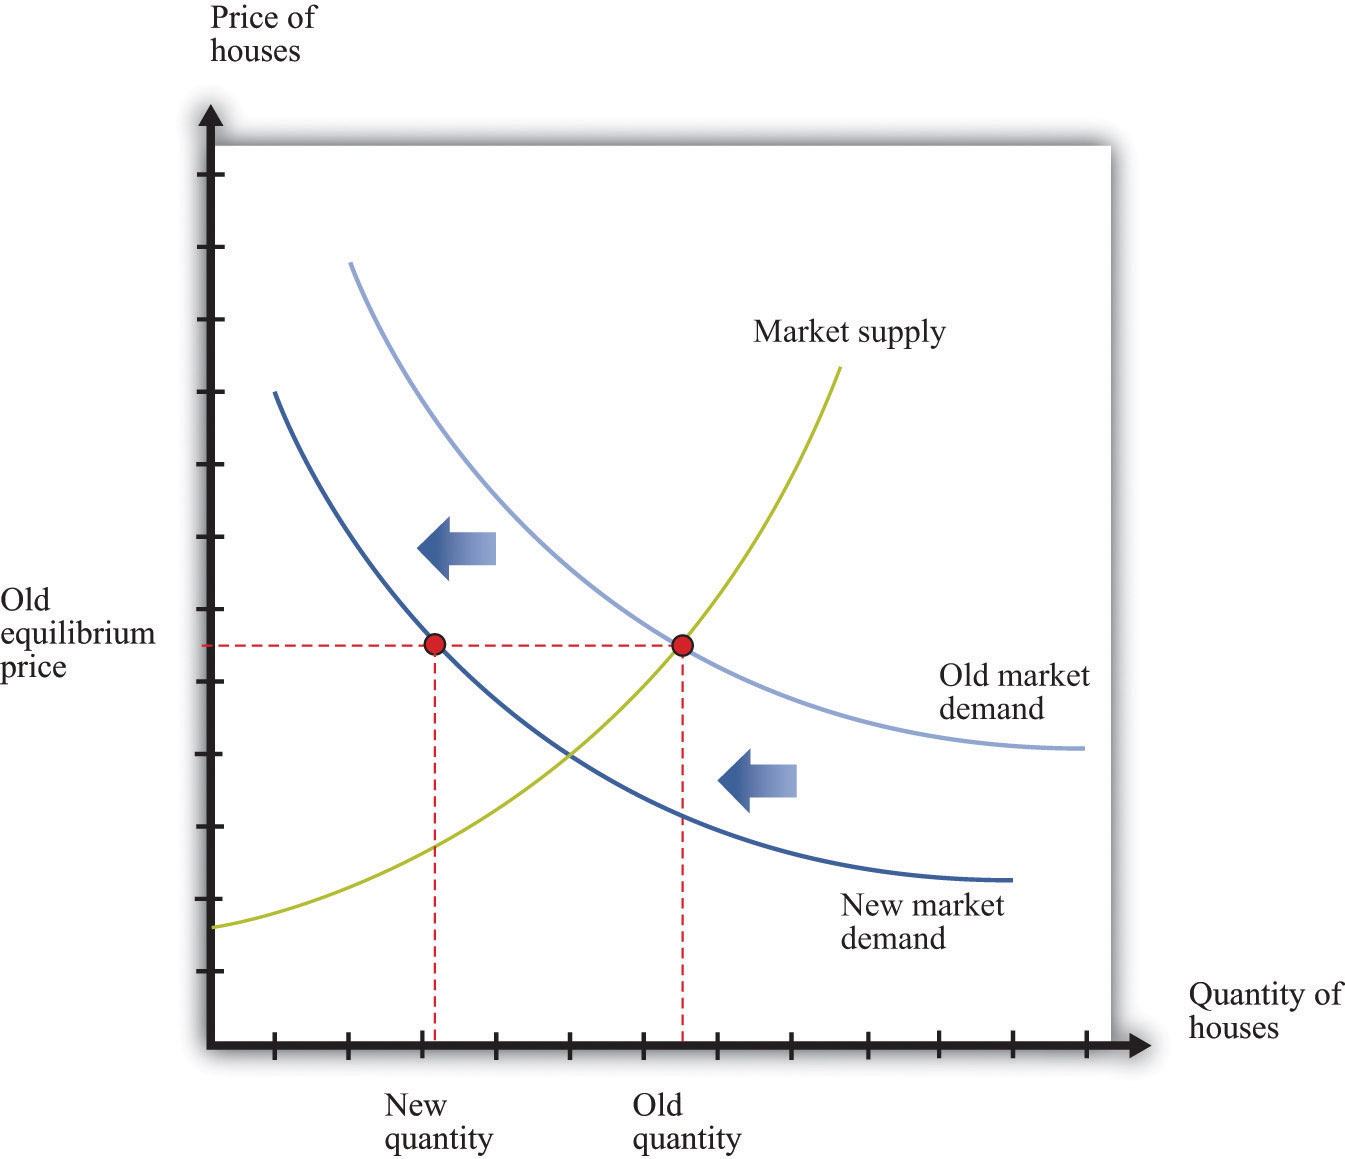 Price of
houses
Market supply
Old
equilibrium
price
Old market
demand
New market
demand
Quantity of
houses
New
quantity
Old
quantity